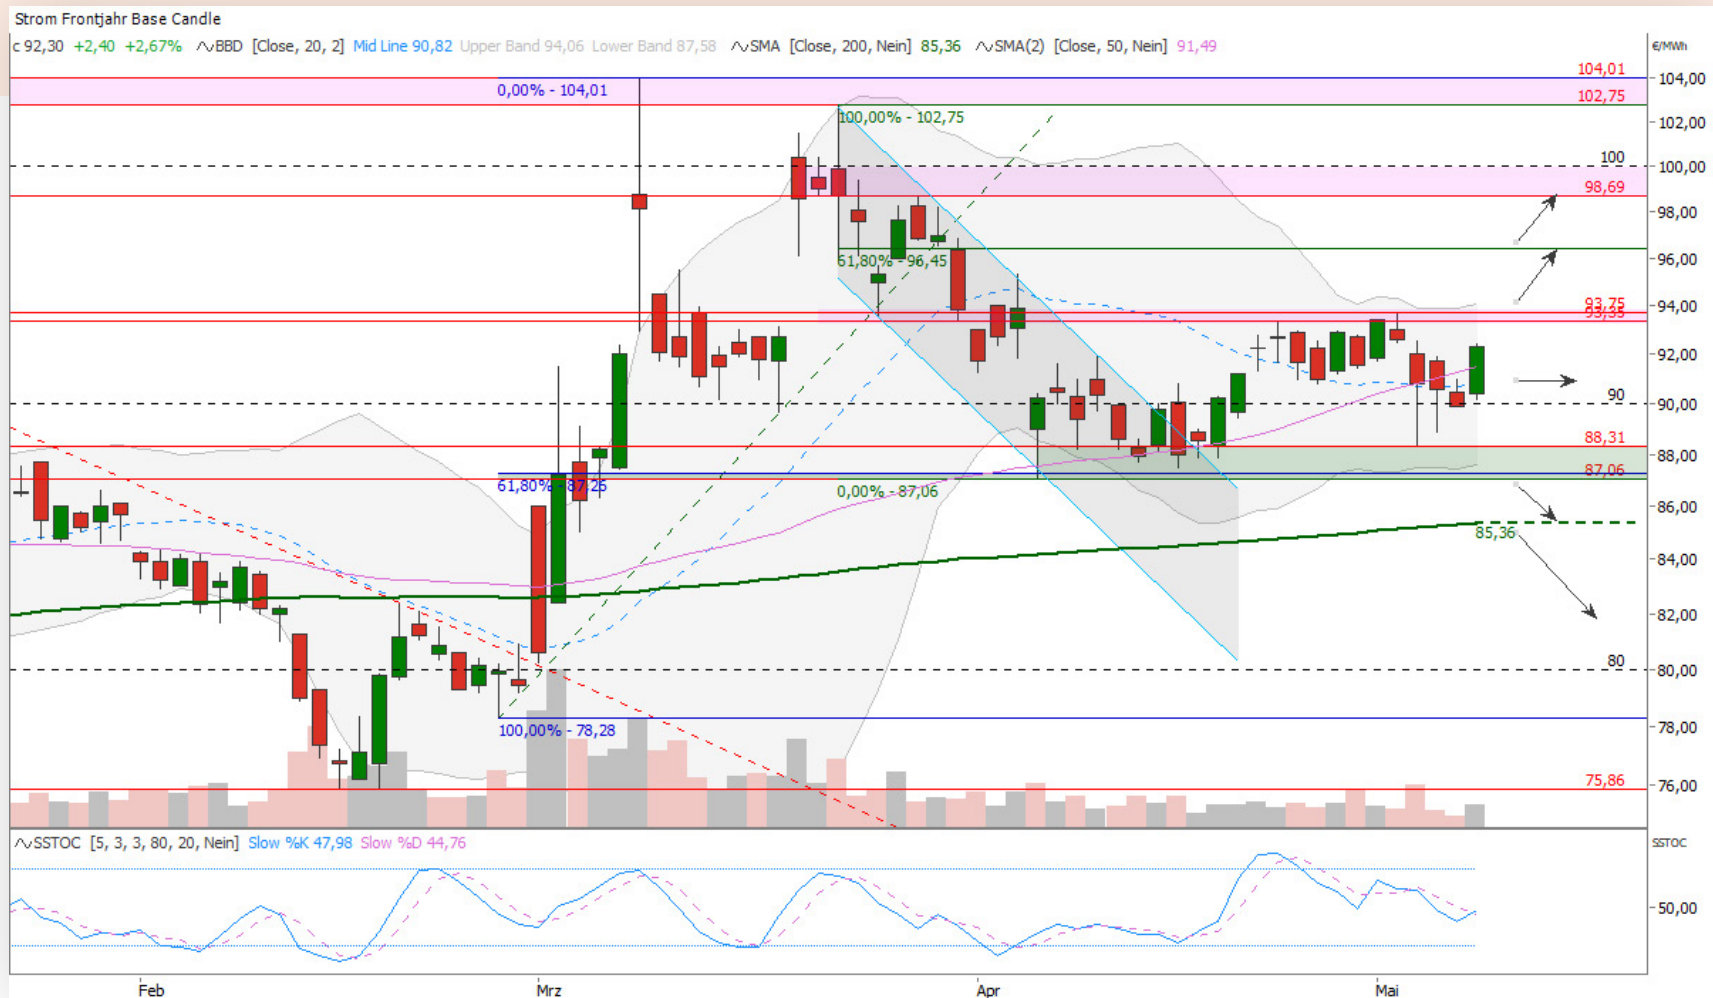 Strom Frontjahr Base Candle
c 92,30 +2,40 +2,67% BBD [Close, 20, 2] Mid Line 90,82 Upper Band 94,06 Lower Band 87,58 SMA [Close, 200, Nein] 85,36 SMA(2) [Close, 50, Nein] 91,49
€/MWh
104,01
104,00
0,00% - 104,01
102,75
100,00% - 102,75
102,00
100
100,00
98,69
98,00
61,80% - 96,45
96,00
93,75
94,00
93,35
92,00
90
90,00
88,31
88,00
87,06
61,80% - 87,26
0,00% - 87,06
86,00
85,36
84,00
82,00
80
80,00
100,00% - 78,28
78,00
75,86
76,00
SSTOC [5, 3, 3, 80, 20, Nein] Slow %K 47,98 Slow %D 44,76
SSTOC
50,00
Feb Mrz Apr Mai